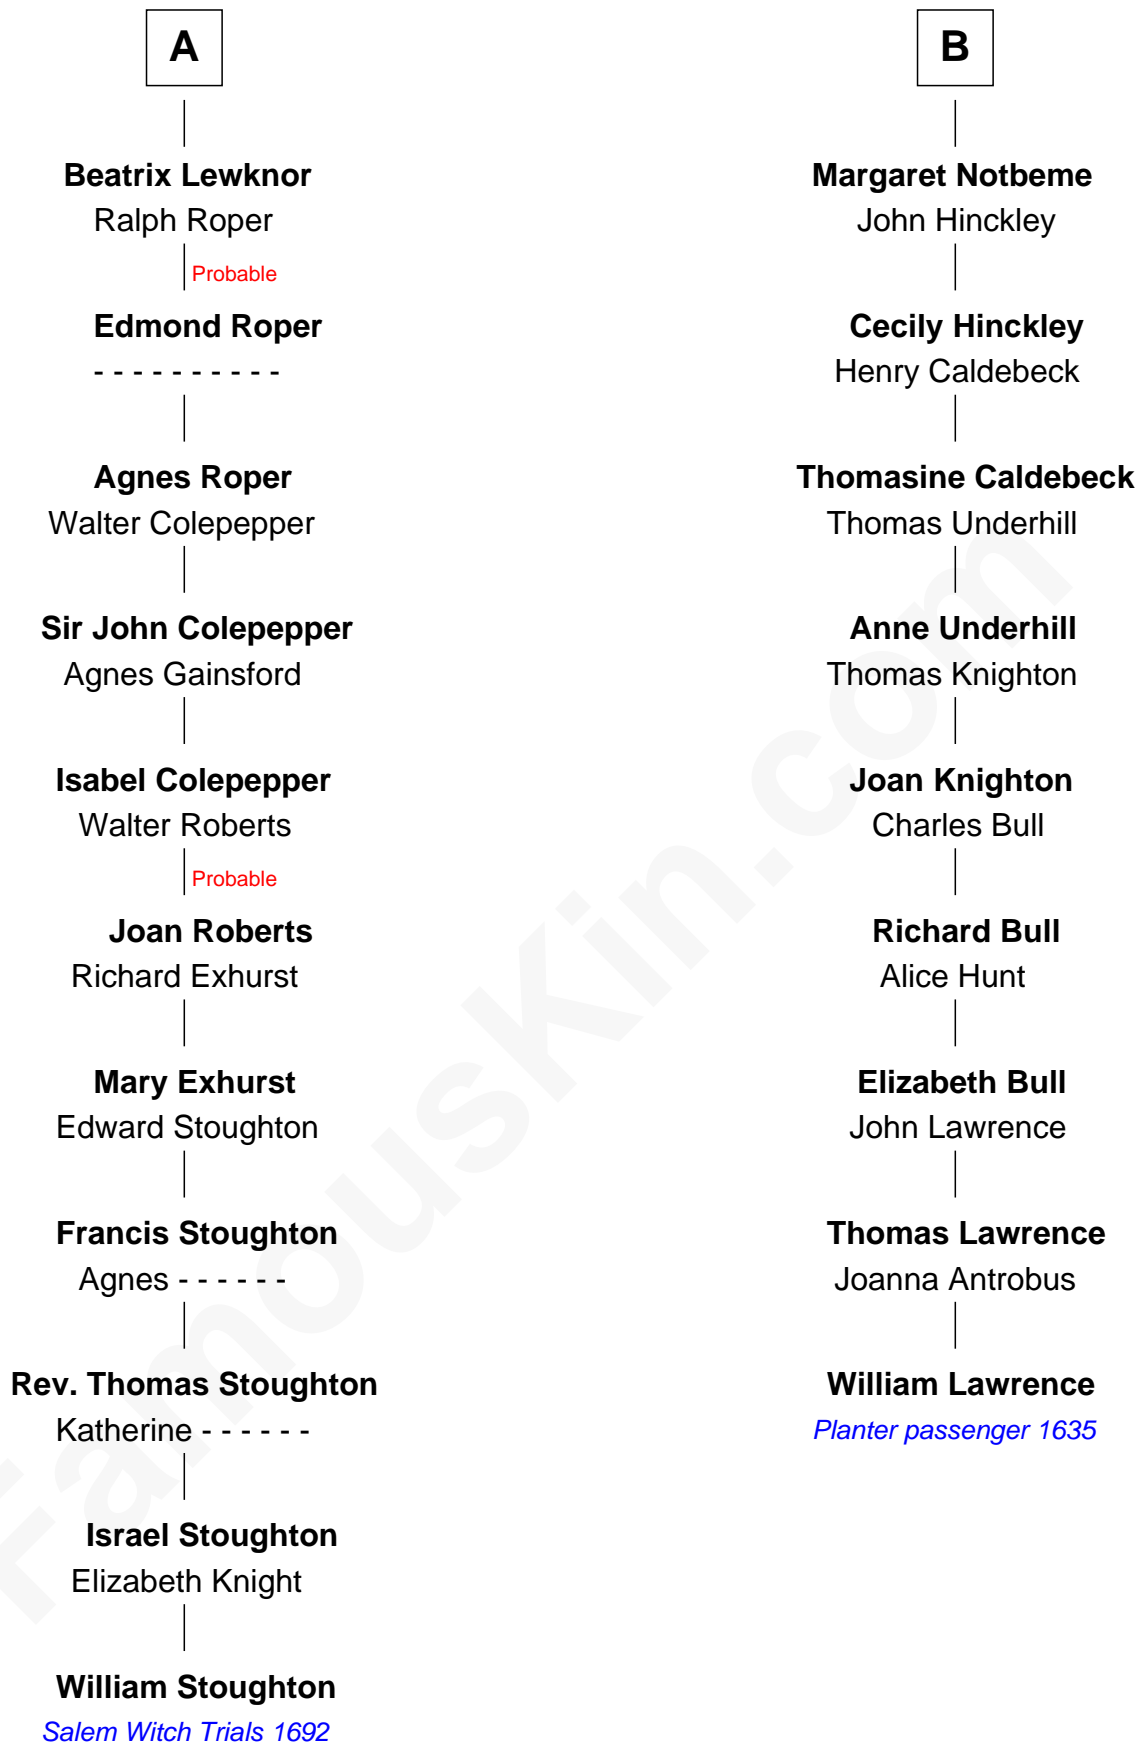 A
Beatrix Lewknor
Ralph Roper
Probable
Edmond Roper
- - - - - - - - - -
Agnes Roper
Walter Colepepper
Sir John Colepepper
Agnes Gainsford
Isabel Colepepper
Walter Roberts
Probable
Joan Roberts
Richard Exhurst
Mary Exhurst
Edward Stoughton
Francis Stoughton
Agnes - - - - - -
Rev. Thomas Stoughton
Katherine - - - - - -
Israel Stoughton
Elizabeth Knight
William Stoughton
Salem Witch Trials 1692
B
Margaret Notbeme
John Hinckley
Cecily Hinckley
Henry Caldebeck
Thomasine Caldebeck
Thomas Underhill
Anne Underhill
Thomas Knighton
Joan Knighton
Charles Bull
Richard Bull
Alice Hunt
Elizabeth Bull
John Lawrence
Thomas Lawrence
Joanna Antrobus
William Lawrence
Planter passenger 1635
FamousKin.com